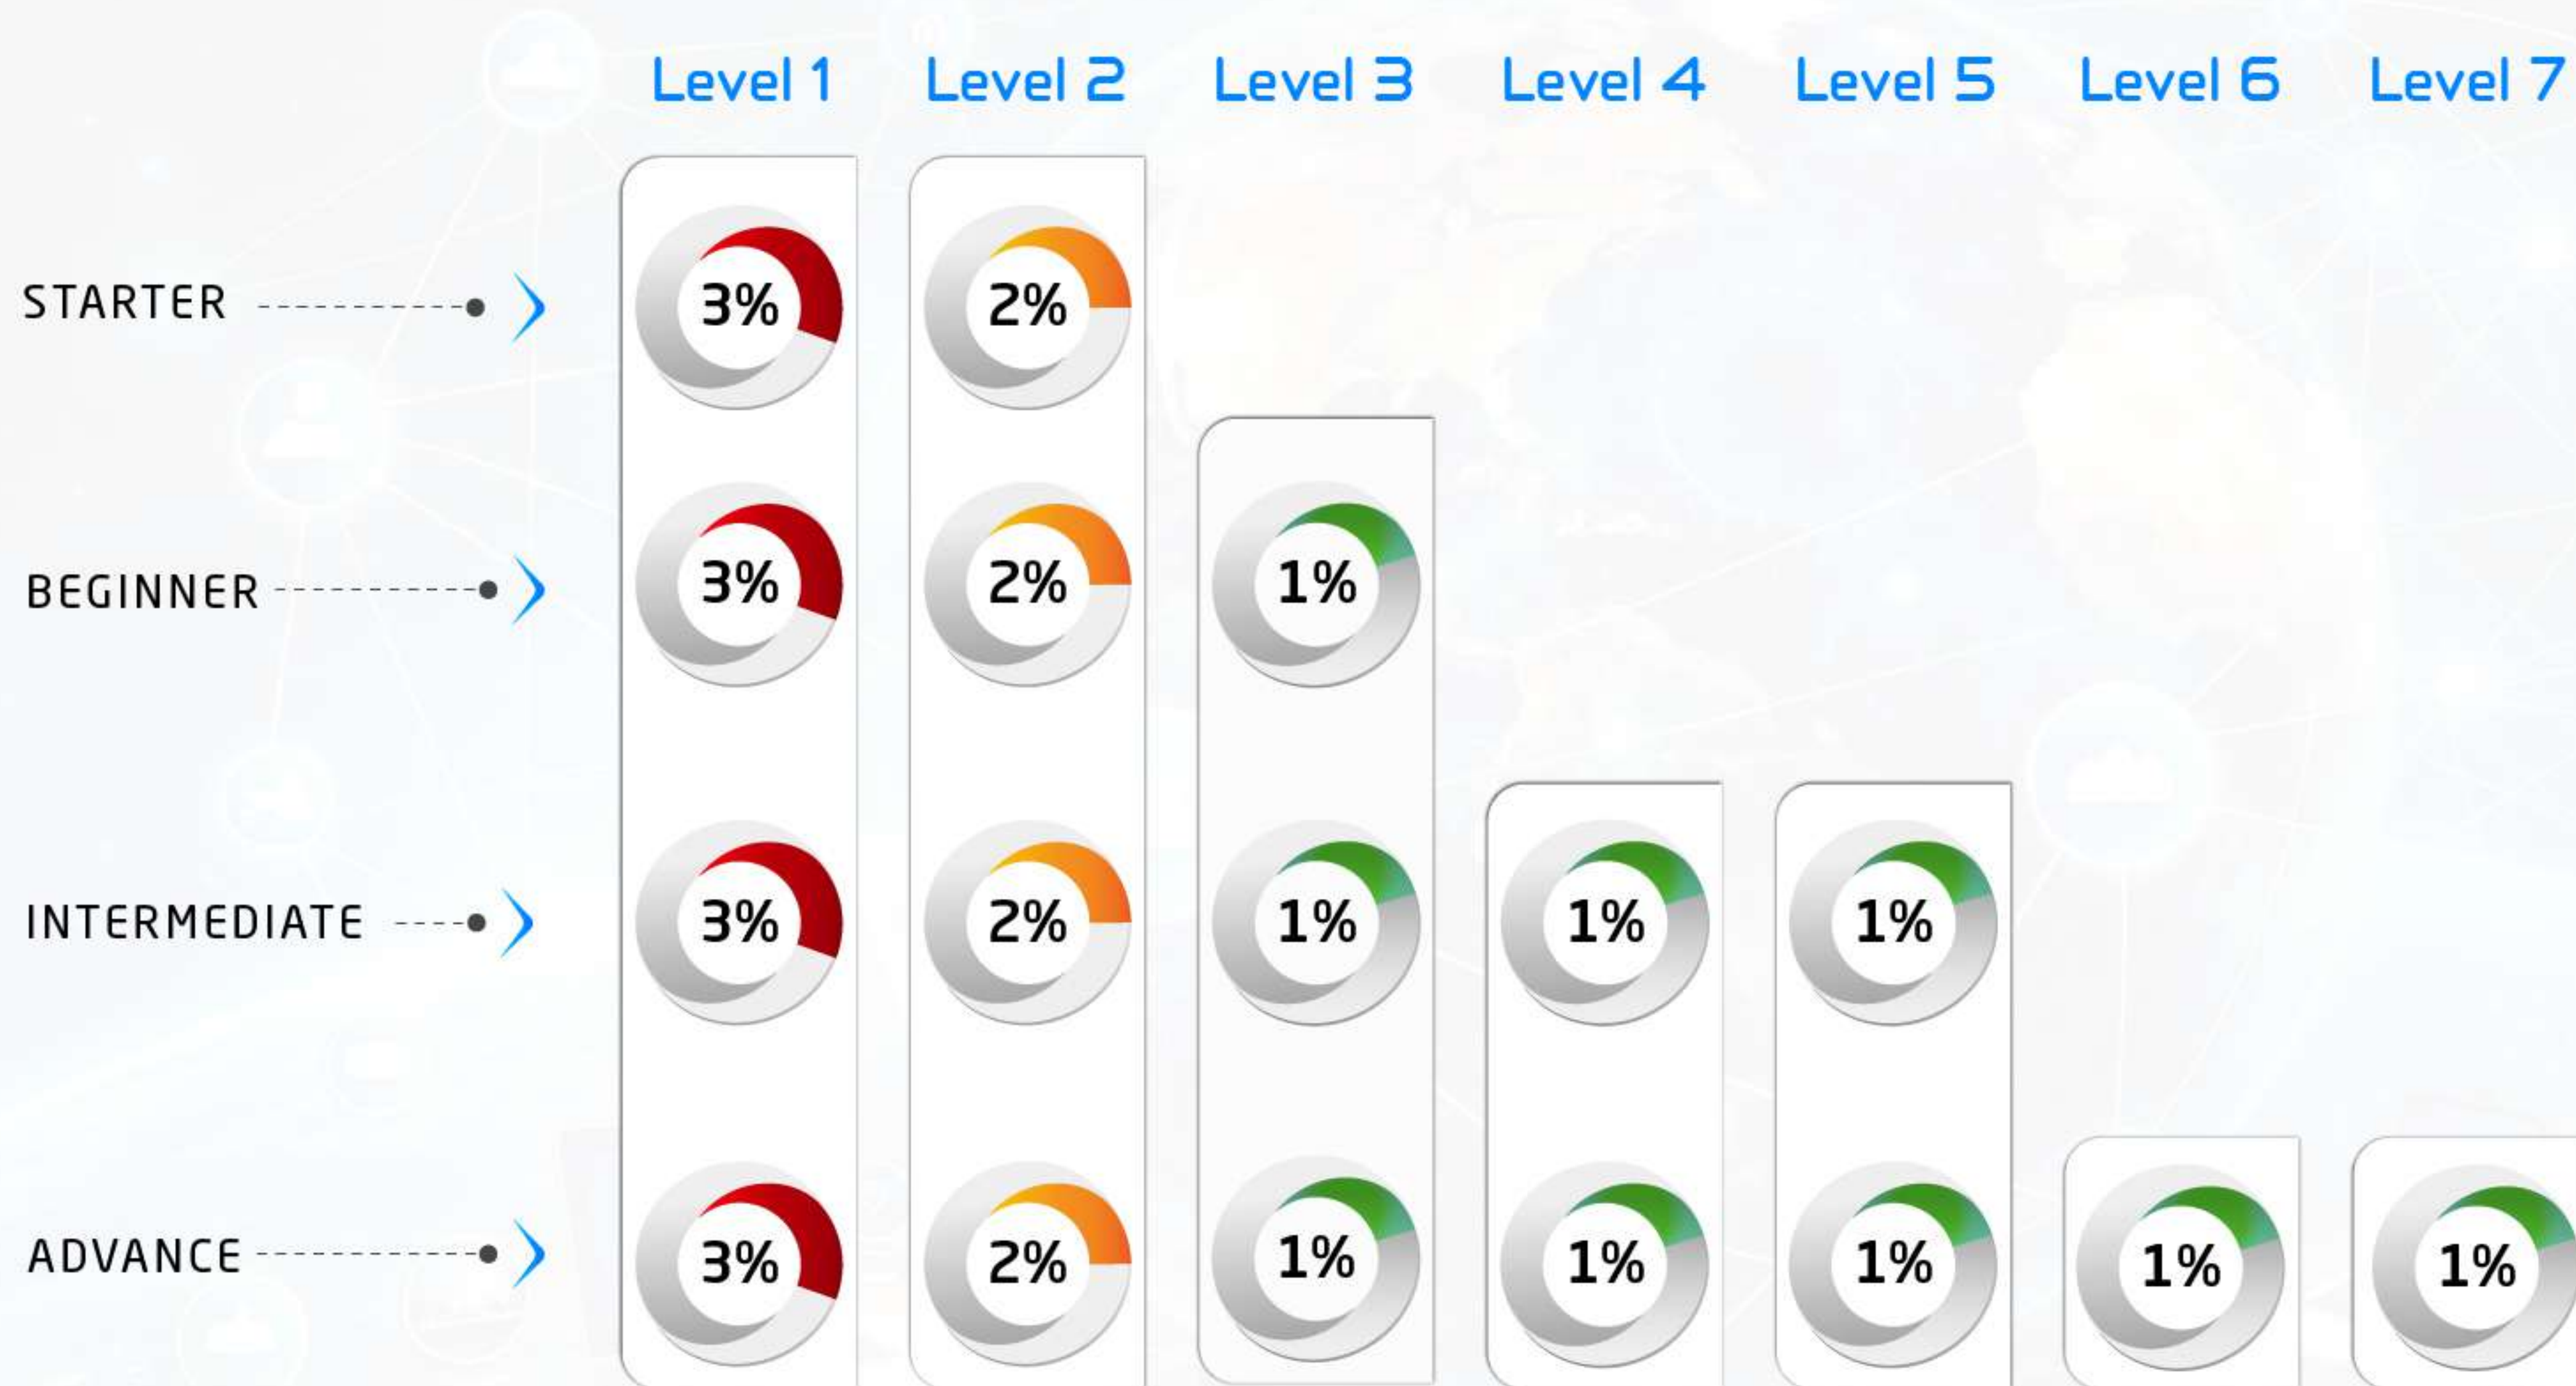 Level 1 Level 2 Level 3 Level 4 Level 5 Level 6 Level 7
STARTER 3% 2%
BEGINNER 3% 2% 1%
INTERMEDIATE 3% 2% 1% 1% 1%
ADVANCE 3% 2% 1% 1% 1% 1% 1%